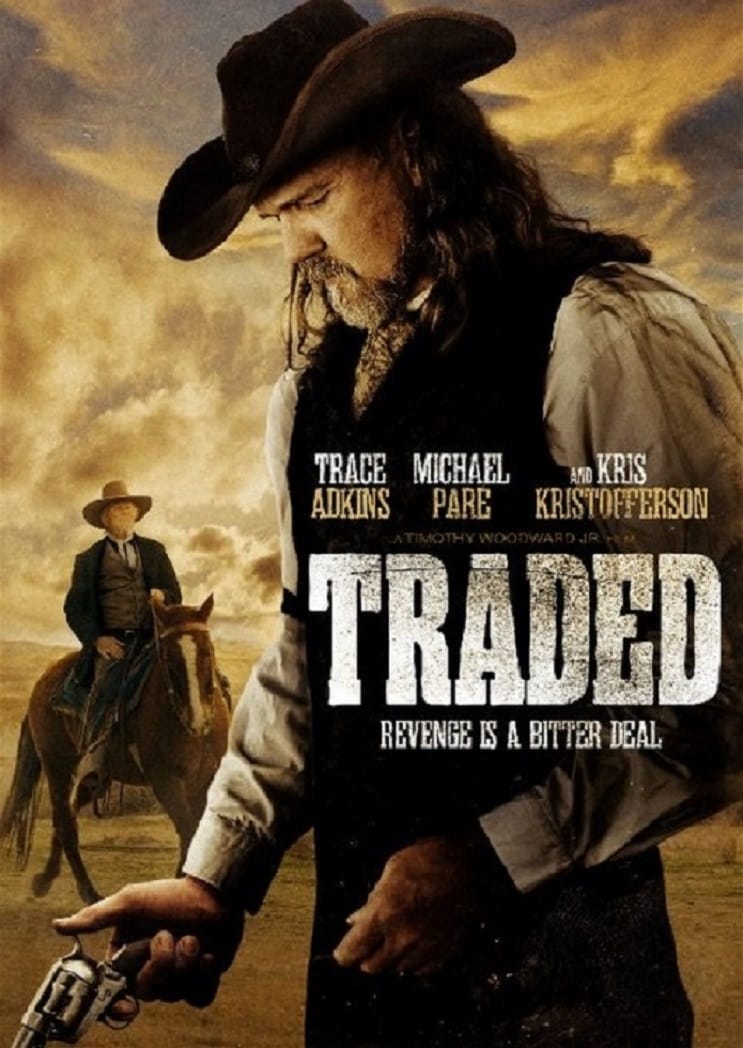 TRACE MICHAEL AND KRIS
ADKINS PARE KRISTOFFERSON
A TIMOTHY WOODWARD JR. FILM
TRADED
REVENGE IS A BITTER DEAL